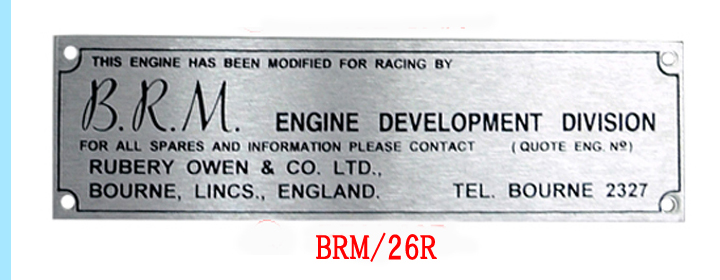 THIS ENGINE HAS BEEN MODIFIED FOR RACING BY
B.R.M. ENGINE DEVELOPMENT DIVISION
FOR ALL SPARES AND INFORMATION PLEASE CONTACT (QUOTE ENG. Nº)
RUBERY OWEN & CO. LTD.,
BOURNE, LINCS., ENGLAND. TEL. BOURNE 2327
BRM/26R